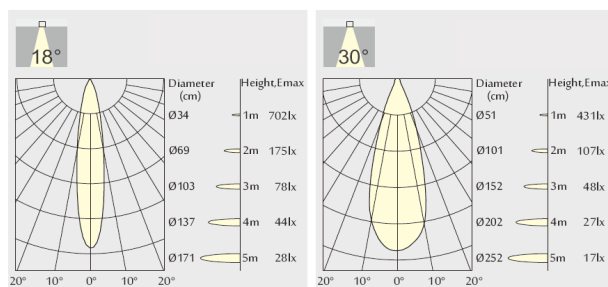 18°
Diameter Height,Emax
(cm)
Ø34 1m 702lx
Ø69 2m 175lx
Ø103 3m 78lx
Ø137 4m 44lx
Ø171 5m 28lx
20° 10° 0° 10° 20°
30°
Diameter Height,Emax
(cm)
Ø51 1m 431lx
Ø101 2m 107lx
Ø152 3m 48lx
Ø202 4m 27lx
Ø252 5m 17lx
20° 10° 0° 10° 20°